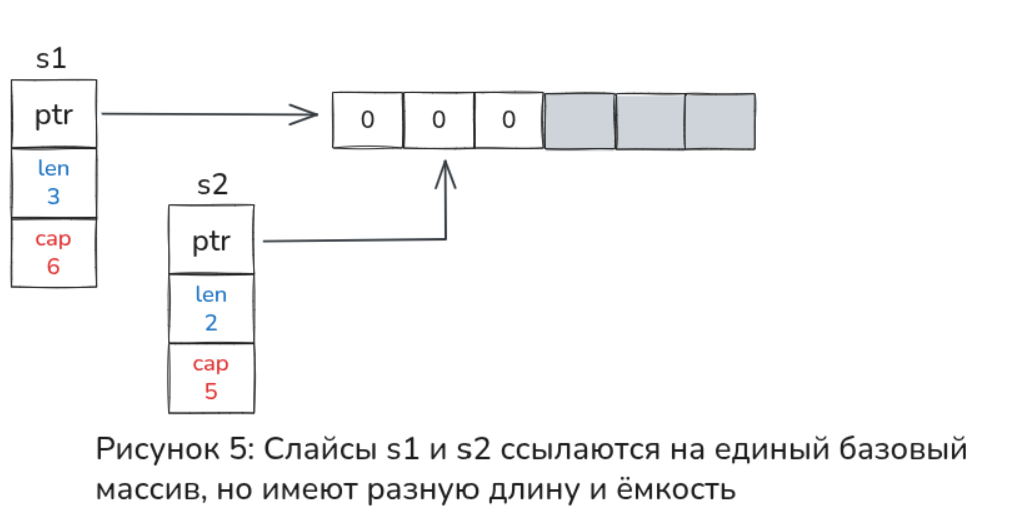 s1
ptr
len
3
cap
6
0 0 0
s2
ptr
len
2
cap
5
Рисунок 5: Слайсы s1 и s2 ссылаются на единый базовый
массив, но имеют разную длину и ёмкость